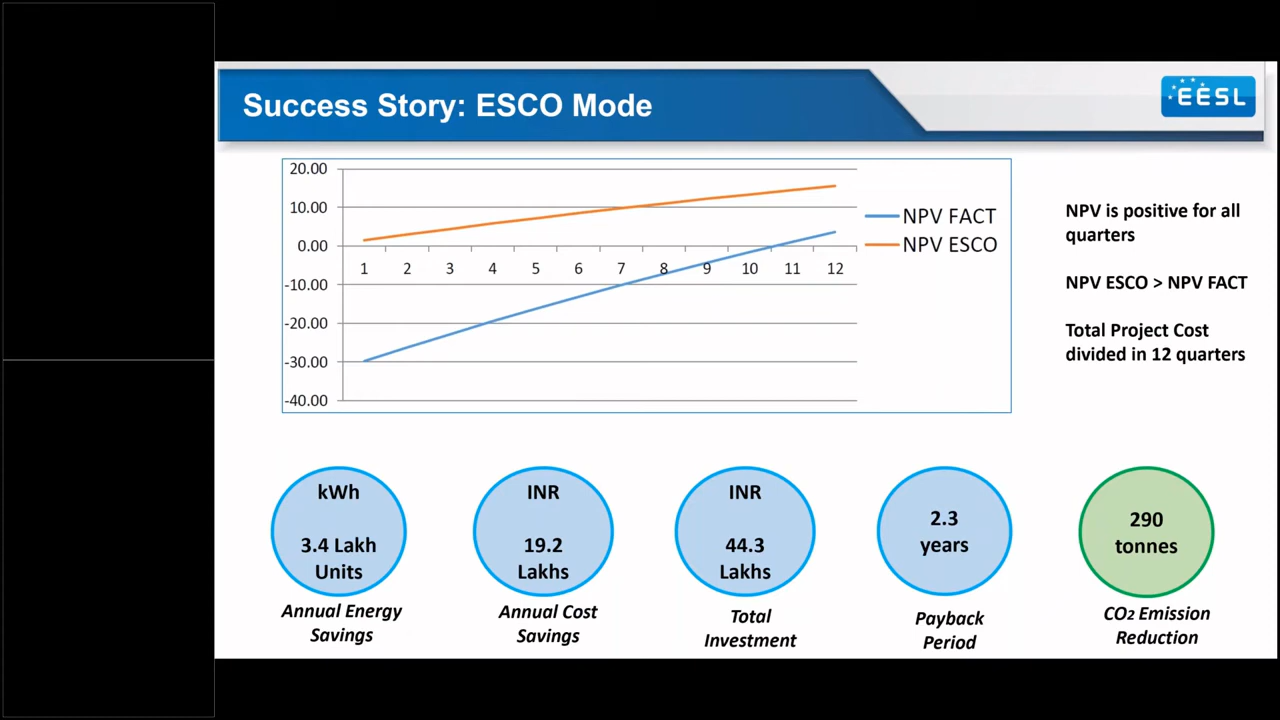 Success Story: ESCO Mode
EESL
20.00
10.00
0.00
-10.00
-20.00
-30.00
-40.00
1 2 3 4 5 6 7 8 9 10 11 12
NPV FACT
NPV ESCO
NPV is positive for all
quarters
NPV ESCO > NPV FACT
Total Project Cost
divided in 12 quarters
kWh
3.4 Lakh
Units
Annual Energy
Savings
INR
19.2
Lakhs
Annual Cost
Savings
INR
44.3
Lakhs
Total
Investment
2.3
years
Payback
Period
290
tonnes
CO2 Emission
Reduction